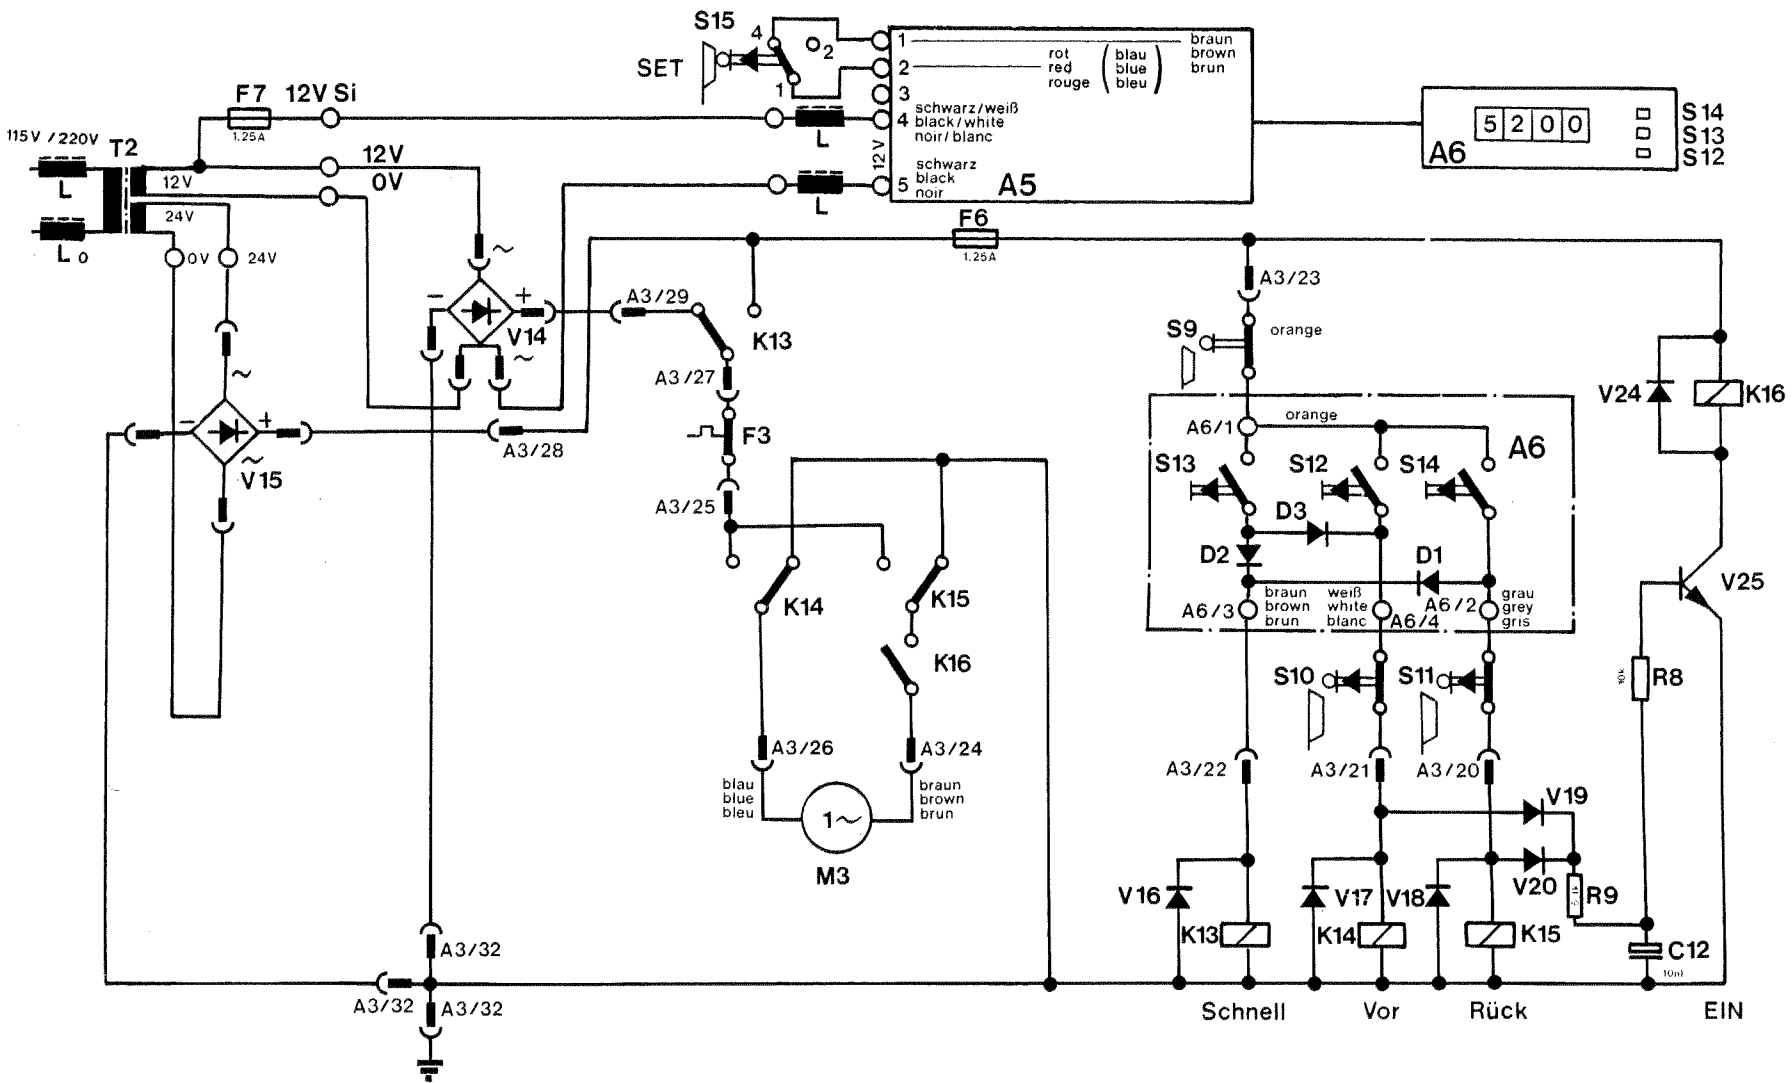 S15
4
2
SET
1
1
braun
brown
brun
rot
red
rouge
blau
blue
bleu
2
3
4
schwarz/weiß
black/white
noir/blanc
12V
5
schwarz
black
noir
A5
5 2 0 0
A6
S14
S13
S12
F7
1.25A
12V Si
115V/220V
T2
L
12V
12V
0V
24V
L
0
0V
24V
L
L
F6
1.25A
~
−
+
V14
~
A3/29
K13
A3/27
F3
A3/25
~
−
+
~
V15
A3/28
A3/23
S9
orange
V24
K16
A6/1
orange
A6
S13
S12
S14
D3
D2
D1
A6/3
braun
brown
brun
weiß
white
blanc
A6/4
A6/2
grau
grey
gris
V25
K14
K15
K16
S10
S11
10k
R8
A3/26
A3/24
blau
blue
bleu
braun
brown
brun
1~
M3
A3/22
A3/21
A3/20
V19
V20
R9
V16
V17
V18
K13
K14
K15
C12
A3/32
A3/32
A3/32
Schnell
Vor
Rück
EIN